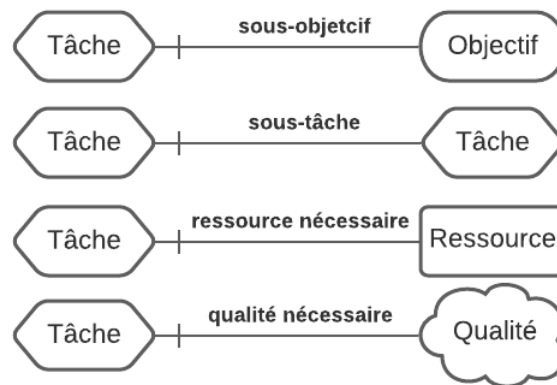 Tâche sous-objetcif Objectif
Tâche sous-tâche Tâche
Tâche ressource nécessaire Ressource
Tâche qualité nécessaire Qualité